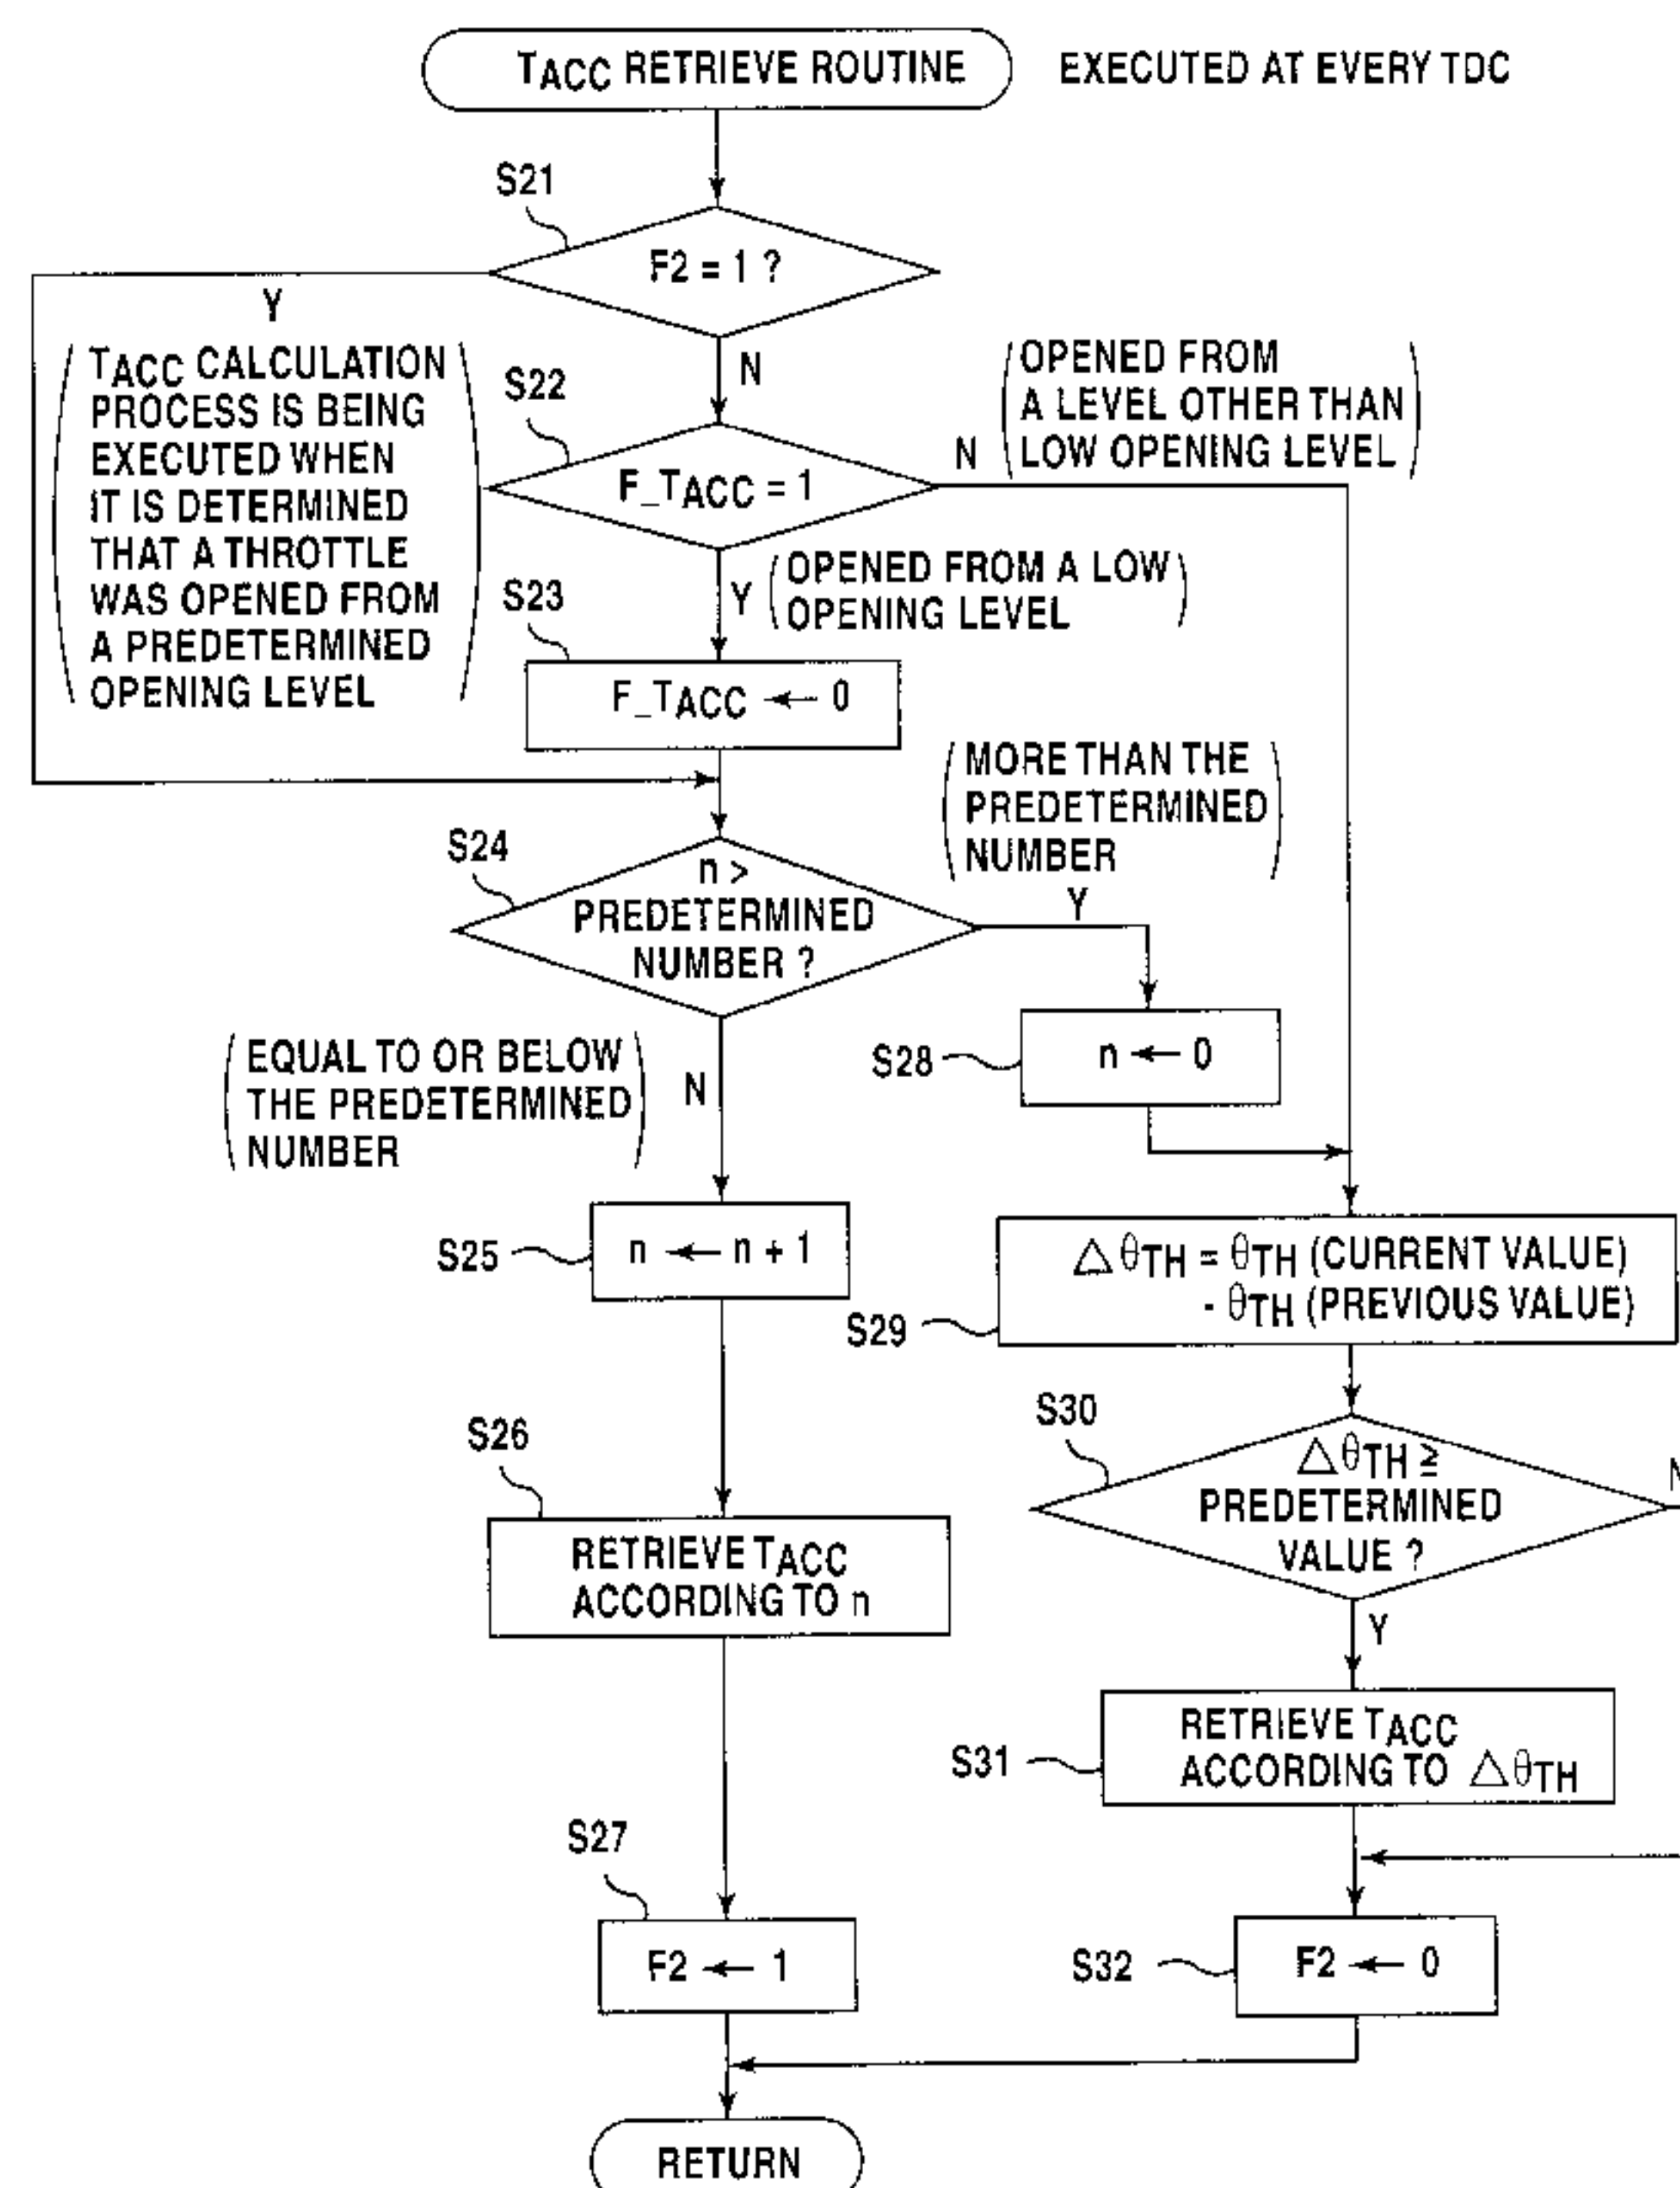 TACC RETRIEVE ROUTINE
EXECUTED AT EVERY TDC
S21
F2 = 1 ?
Y
N
TACC CALCULATION
PROCESS IS BEING
EXECUTED WHEN
IT IS DETERMINED
THAT A THROTTLE
WAS OPENED FROM
A PREDETERMINED
OPENING LEVEL
S22
F_TACC = 1
N
OPENED FROM
A LEVEL OTHER THAN
LOW OPENING LEVEL
Y
OPENED FROM A LOW
OPENING LEVEL
S23
F_TACC ← 0
S24
n >
PREDETERMINED
NUMBER ?
MORE THAN THE
PREDETERMINED
NUMBER
Y
S28
n ← 0
EQUAL TO OR BELOW
THE PREDETERMINED
NUMBER
N
S25
n ← n + 1
S29
△θTH = θTH (CURRENT VALUE)
- θTH (PREVIOUS VALUE)
S26
RETRIEVE TACC
ACCORDING TO n
S30
△θTH ≧
PREDETERMINED
VALUE ?
N
Y
S31
RETRIEVE TACC
ACCORDING TO △θTH
S27
F2 ← 1
S32
F2 ← 0
RETURN